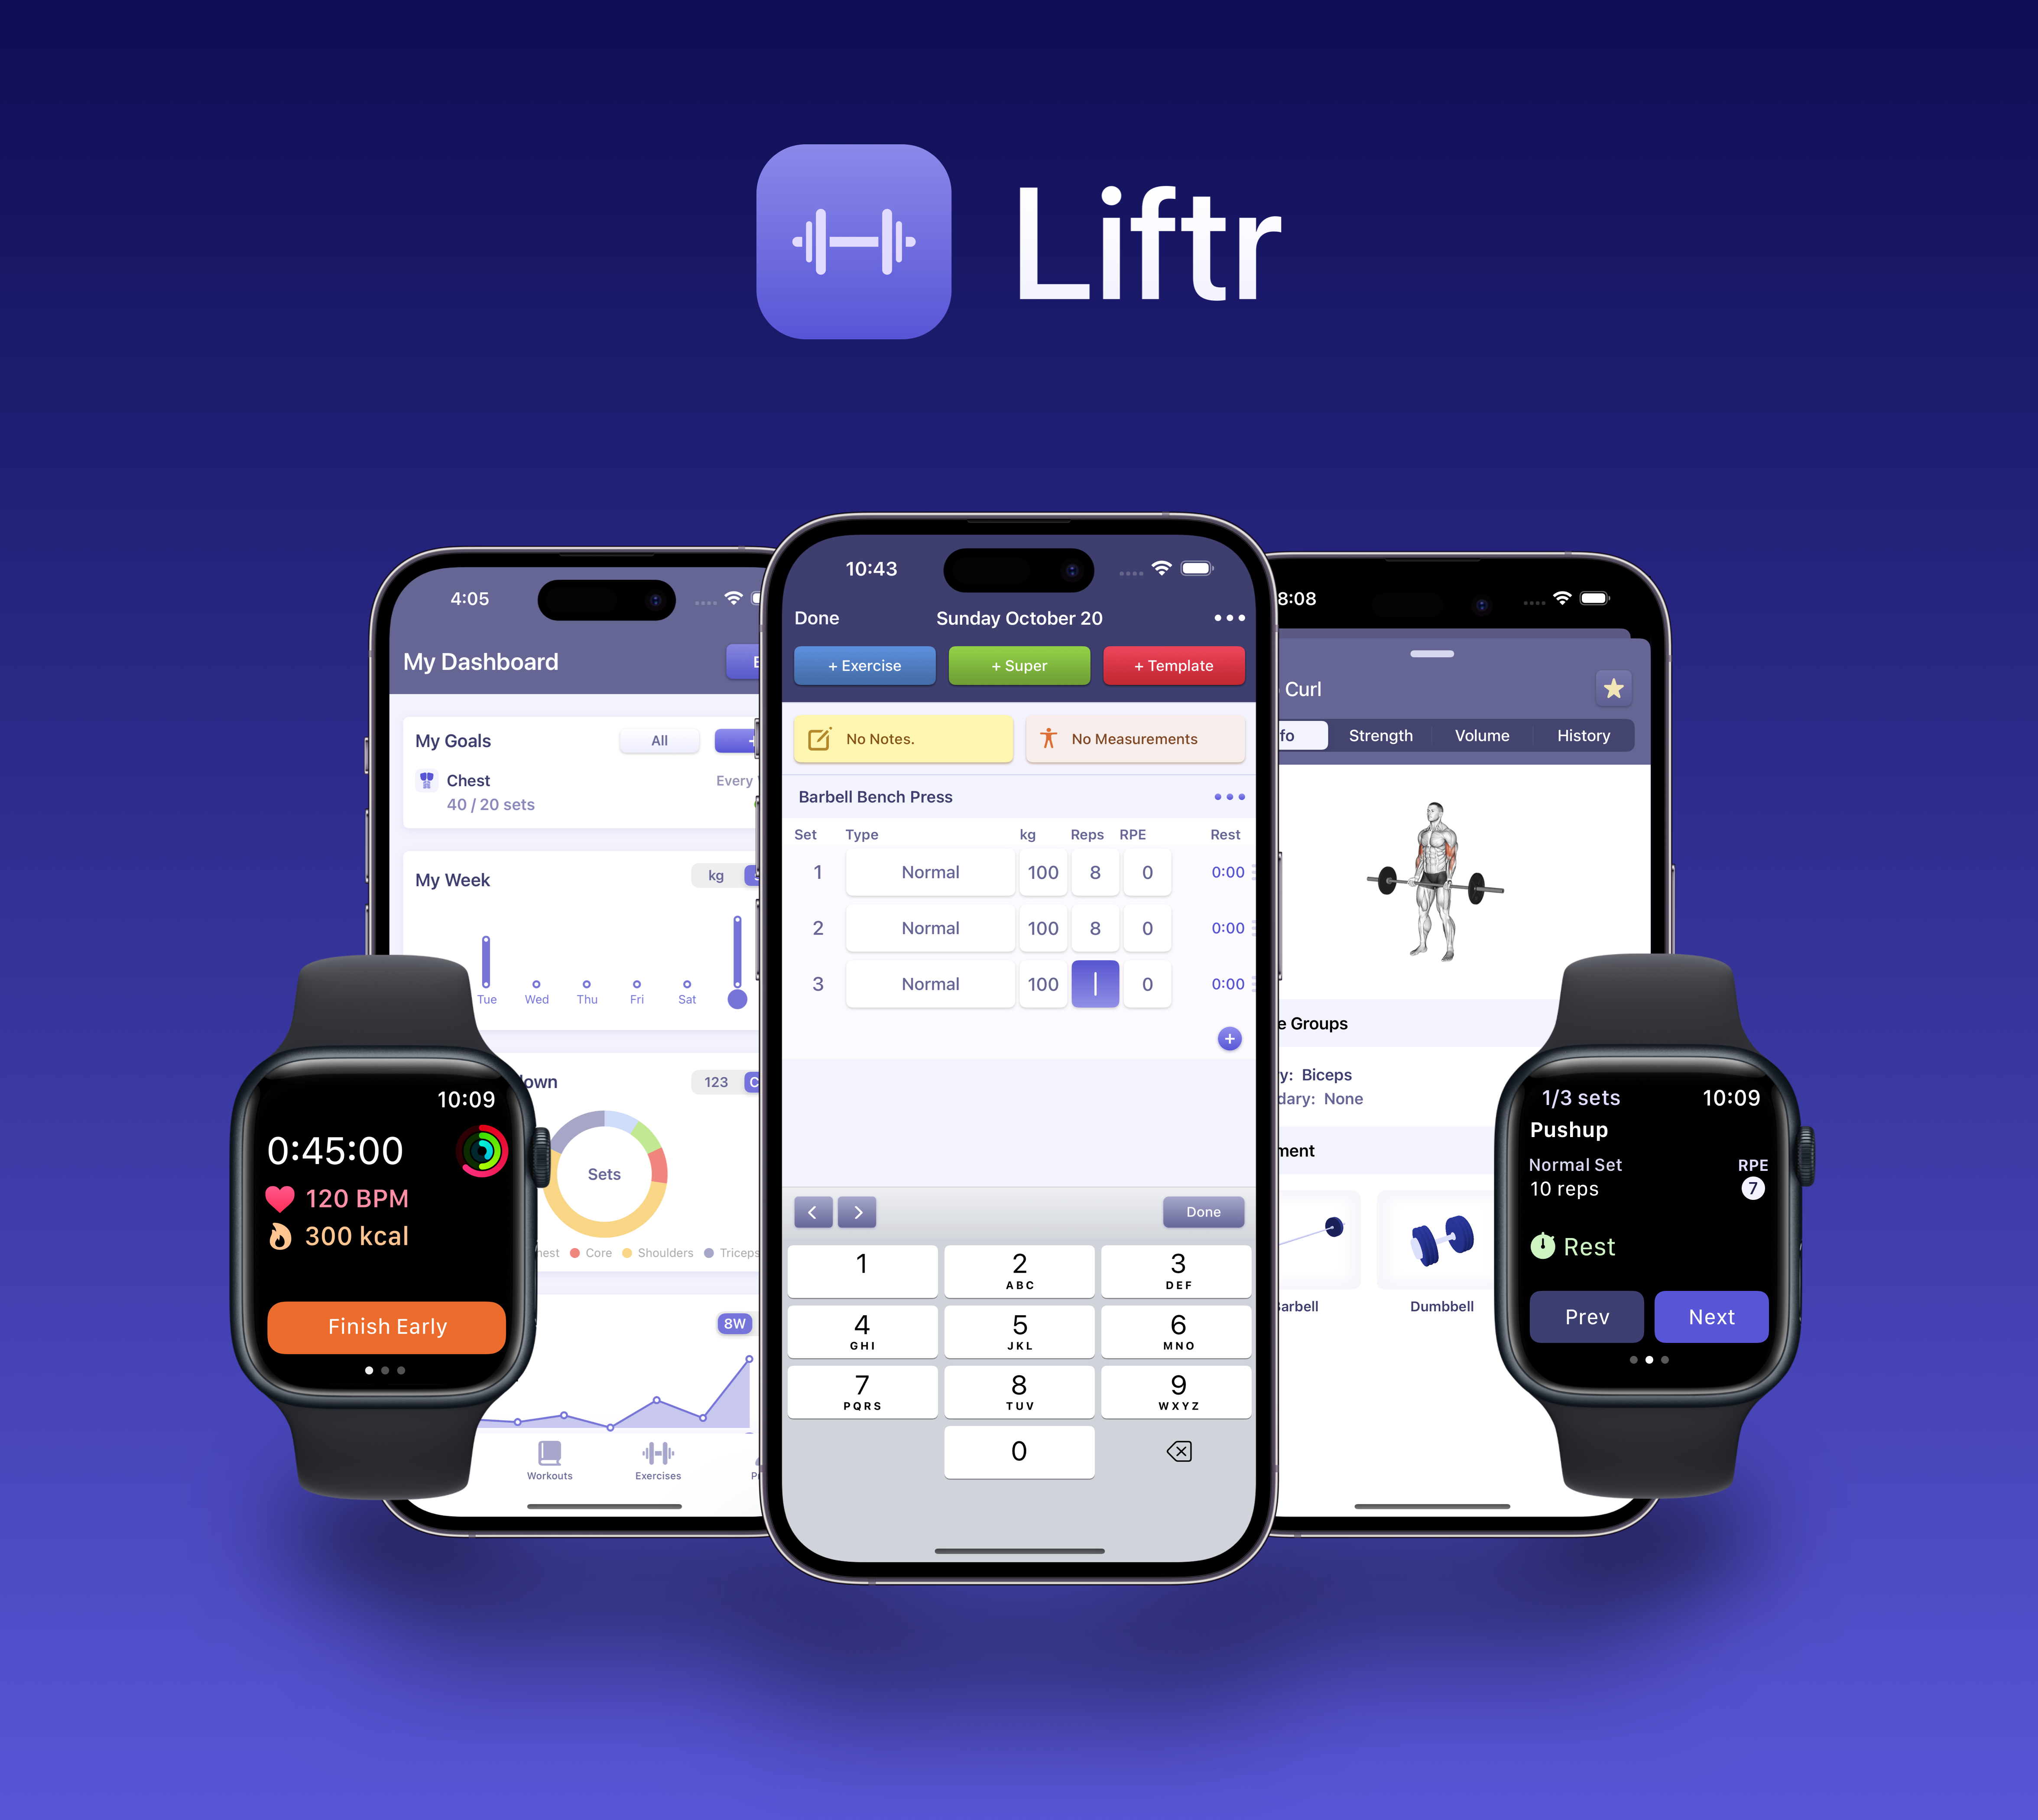 Liftr
4:05
My Dashboard
My Goals
All
Chest
Every
40 / 20 sets
My Week
kg
Tue Wed Thu Fri Sat
123
Sets
Core Shoulders Triceps
8W
Workouts Exercises
10:43
Done Sunday October 20
+ Exercise + Super + Template
No Notes. No Measurements
Barbell Bench Press
Set Type kg Reps RPE Rest
1 Normal 100 8 0 0:00
2 Normal 100 8 0 0:00
3 Normal 100 0 0:00
Done
1 2 3
ABC DEF
4 5 6
GHI JKL MNO
7 8 9
PQRS TUV WXYZ
0
8:08
Curl
Strength Volume History
Groups
Biceps
None
Dumbbell
10:09
0:45:00
120 BPM
300 kcal
Finish Early
1/3 sets 10:09
Pushup
Normal Set RPE
10 reps 7
Rest
Prev Next